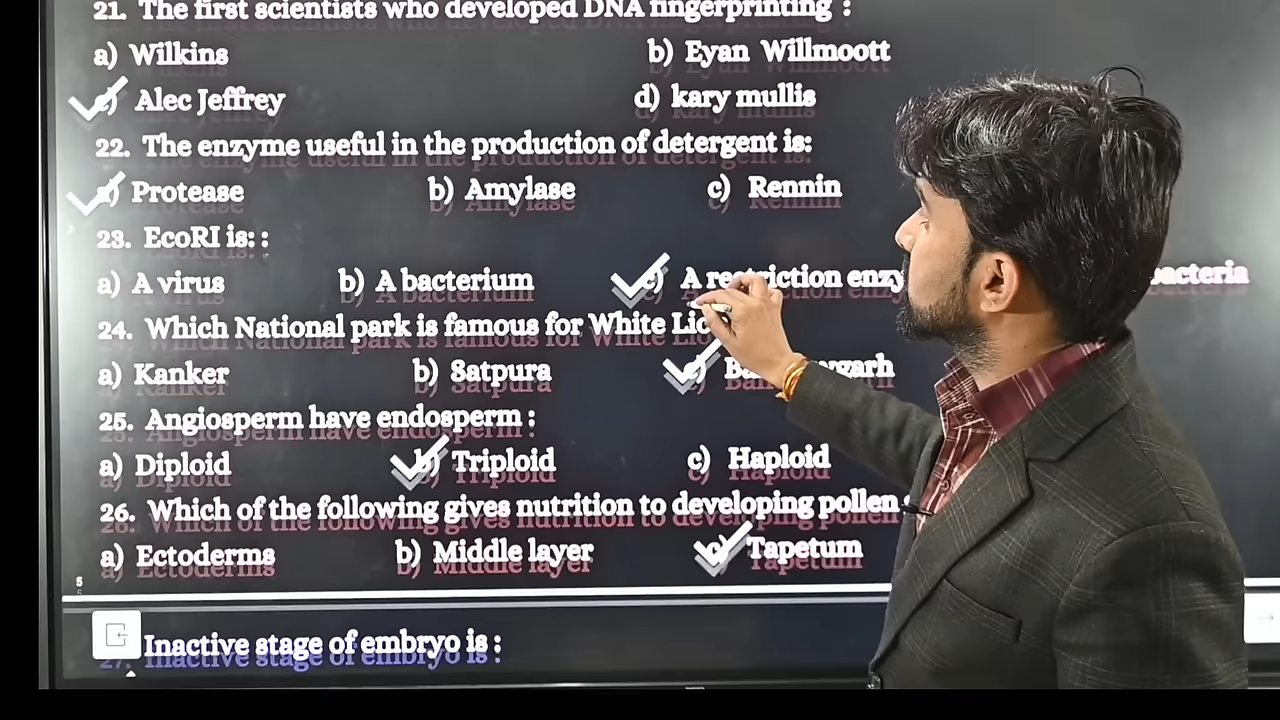 21. The first scientists who developed DNA fingerprinting :
a) Wilkins b) Eyan Willmoott
c) Alec Jeffrey d) kary mullis
22. The enzyme useful in the production of detergent is:
a) Protease b) Amylase c) Rennin
23. EcoRI is: :
a) A virus b) A bacterium c) A restriction bacteria
24. Which National park is famous for White
a) Kanker b) Satpura c)
25. Angiosperm have endosperm :
a) Diploid b) Triploid c) Haploid
26. Which of the following gives nutrition to developing pollen
a) Ectoderms b) Middle layer c) Tapetum
5
27. Inactive stage of embryo is :